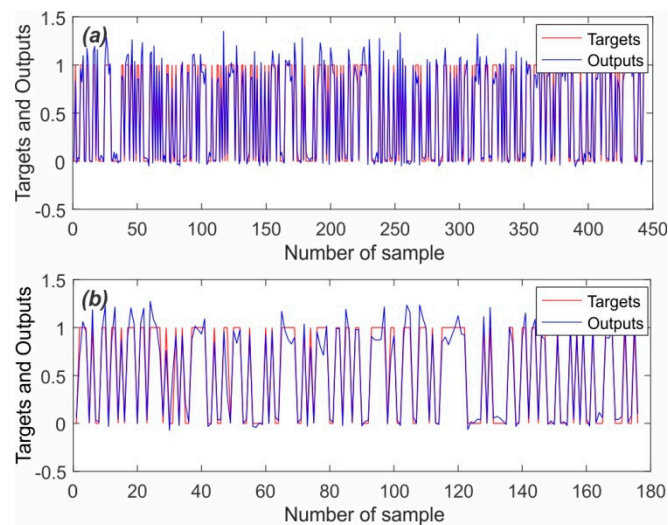 (a)
Targets and Outputs
1.5
1
0.5
0
-0.5
Targets
Outputs
0 50 100 150 200 250 300 350 400 450
Number of sample
(b)
Targets and Outputs
1.5
1
0.5
0
-0.5
Targets
Outputs
0 20 40 60 80 100 120 140 160 180
Number of sample